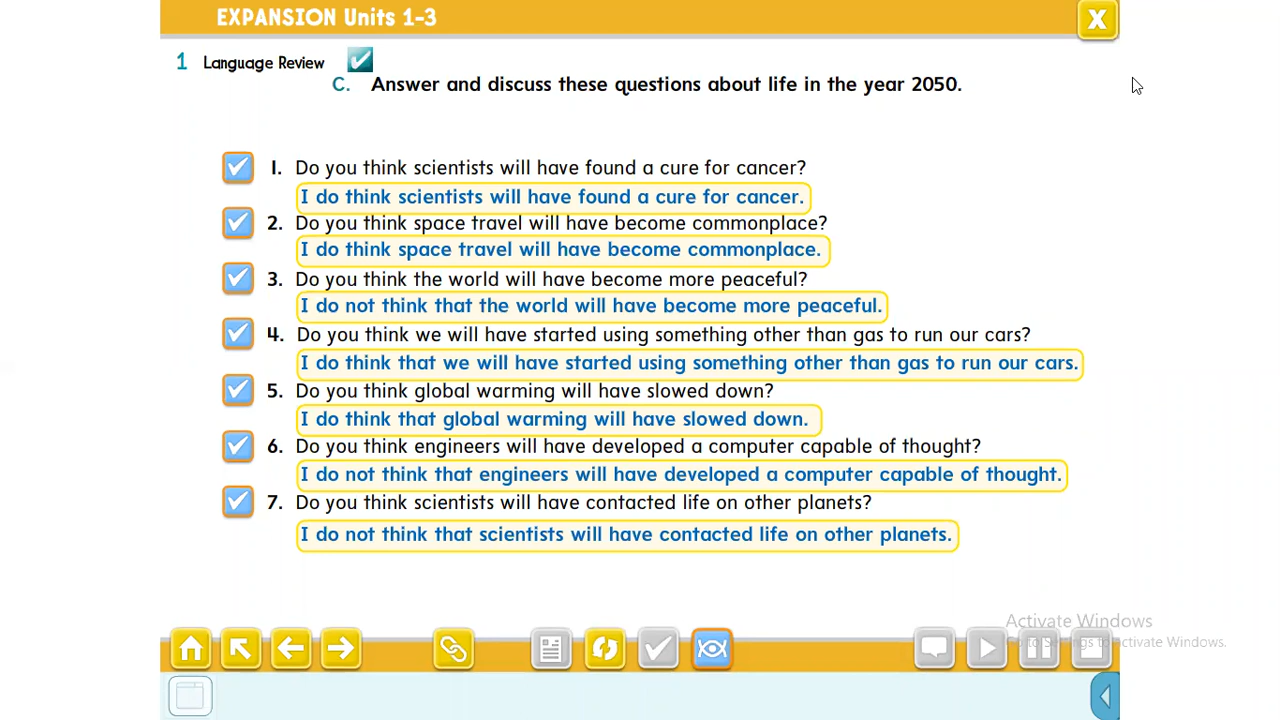 EXPANSION Units 1-3
X
1 Language Review
C. Answer and discuss these questions about life in the year 2050.
1. Do you think scientists will have found a cure for cancer?
I do think scientists will have found a cure for cancer.
2. Do you think space travel will have become commonplace?
I do think space travel will have become commonplace.
3. Do you think the world will have become more peaceful?
I do not think that the world will have become more peaceful.
4. Do you think we will have started using something other than gas to run our cars?
I do think that we will have started using something other than gas to run our cars.
5. Do you think global warming will have slowed down?
I do think that global warming will have slowed down.
6. Do you think engineers will have developed a computer capable of thought?
I do not think that engineers will have developed a computer capable of thought.
7. Do you think scientists will have contacted life on other planets?
I do not think that scientists will have contacted life on other planets.
Activate Windows
Go to Settings to activate Windows.